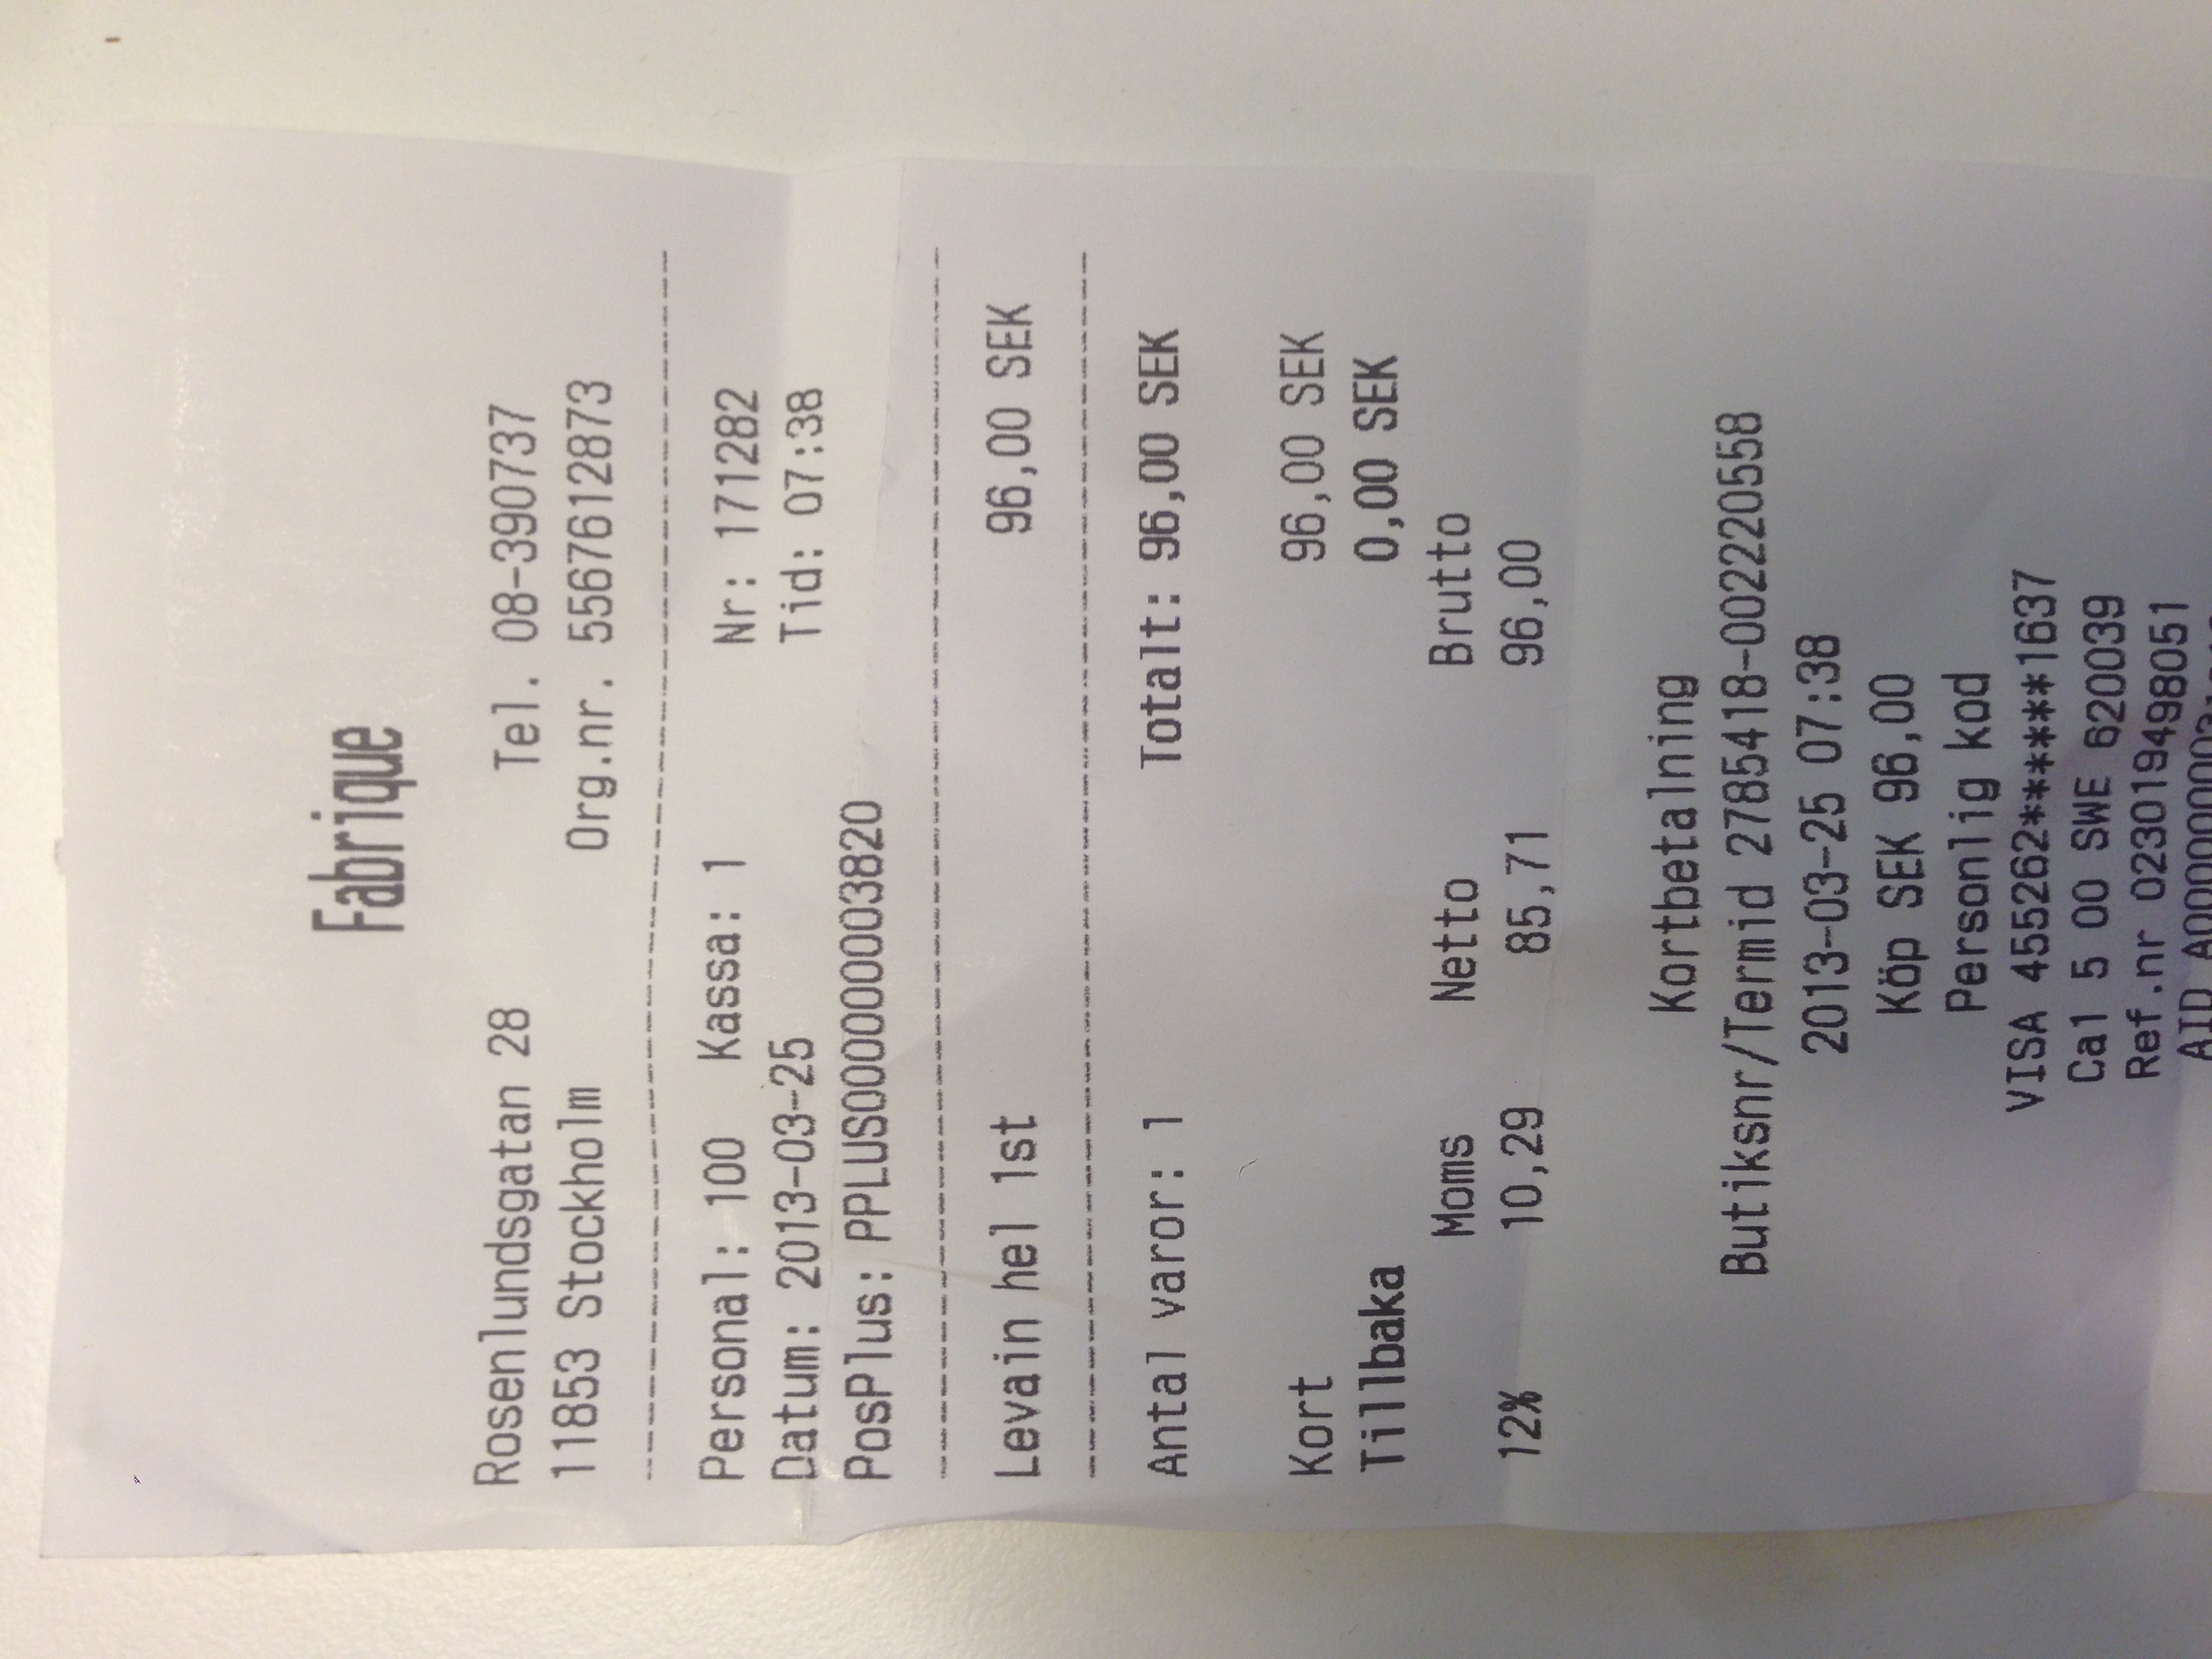 Fabrique
Rosenlundsgatan 28 Tel. 08-390737
11853 Stockholm Org.nr. 5567612873
Personal: 100 Kassa: 1 Nr: 171282
Datum: 2013-03-25 Tid: 07:38
PosPlus: PPLUS000000003820
Levain hel 1st 96,00 SEK
Antal varor: 1 Totalt: 96,00 SEK
Kort 96,00 SEK
Tillbaka 0,00 SEK
Moms Netto Brutto
12% 10,29 85,71 96,00
Kortbetalning
Butiksnr/Termid 2785418-002220558
2013-03-25 07:38
Köp SEK 96,00
Personlig kod
VISA 455262******1637
Ca1 5 00 SWE 620039
Ref.nr 023019498051
AID